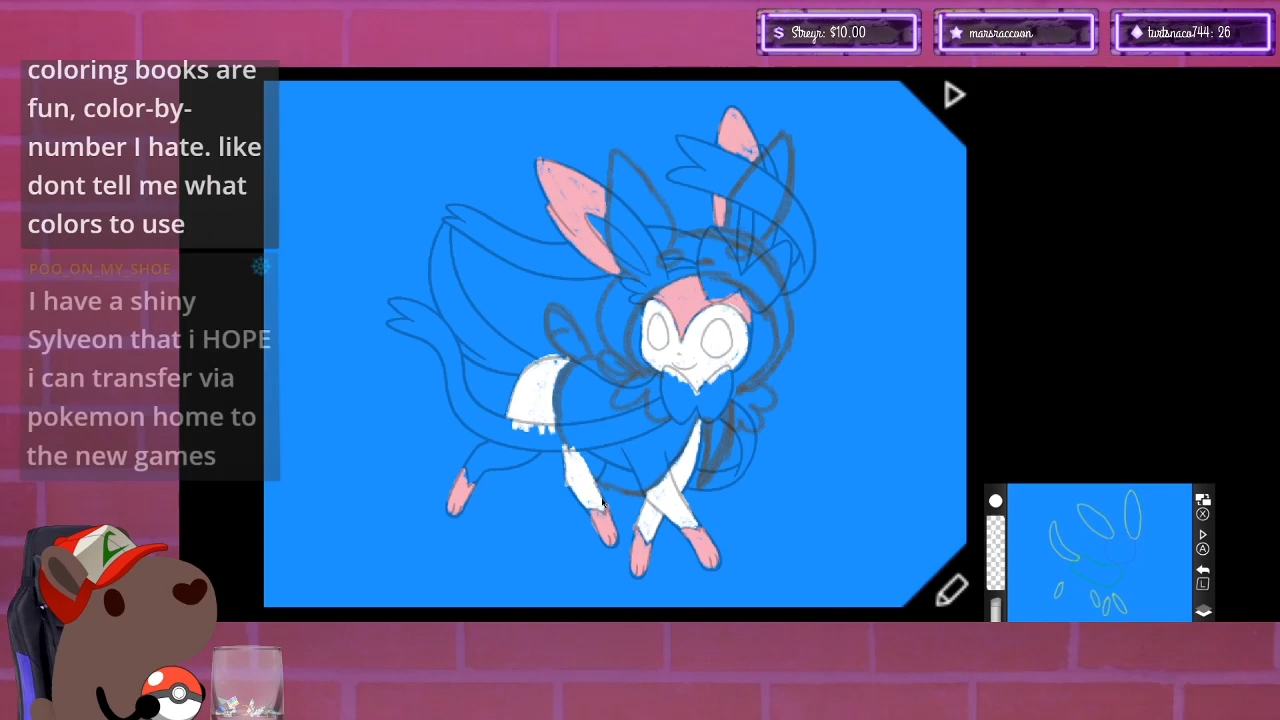 Streyr: $10.00
marsraccoon
twtsnaco744: 26
coloring books are
fun, color-by-
number I hate. like
dont tell me what
colors to use
POO_ON_MY_SHOE
I have a shiny
Sylveon that i HOPE
i can transfer via
pokemon home to
the new games
A
L